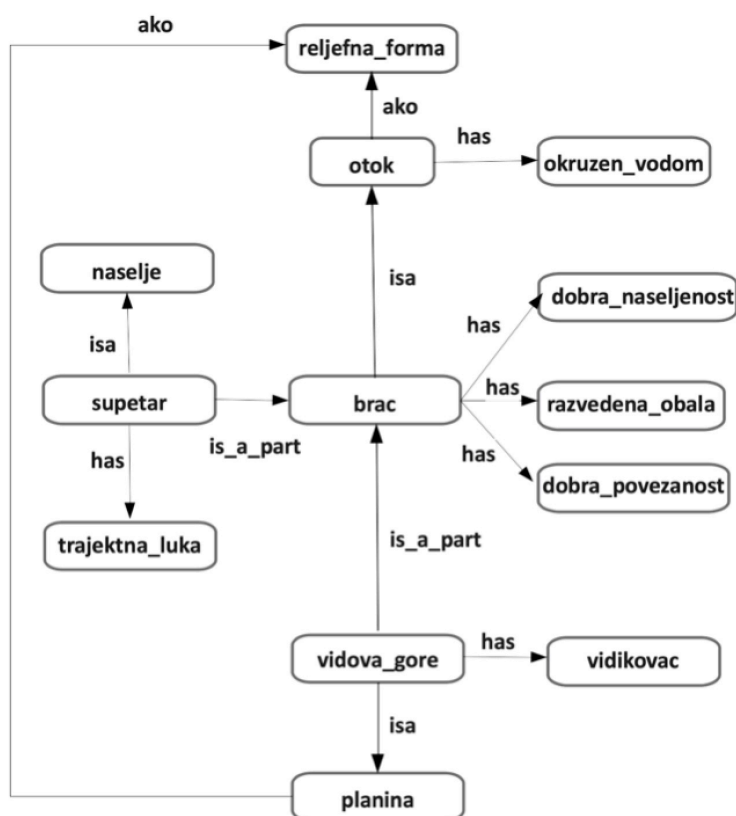 ako
reljefna_forma
ako
has
otok
okruzen_vodom
naselje
isa
dobra_naseljenost
has
isa
supetar
brac
has
razvedena_obala
is_a_part
has
has
dobra_povezanost
trajektna_luka
is_a_part
vidova_gore
has
vidikovac
isa
planina